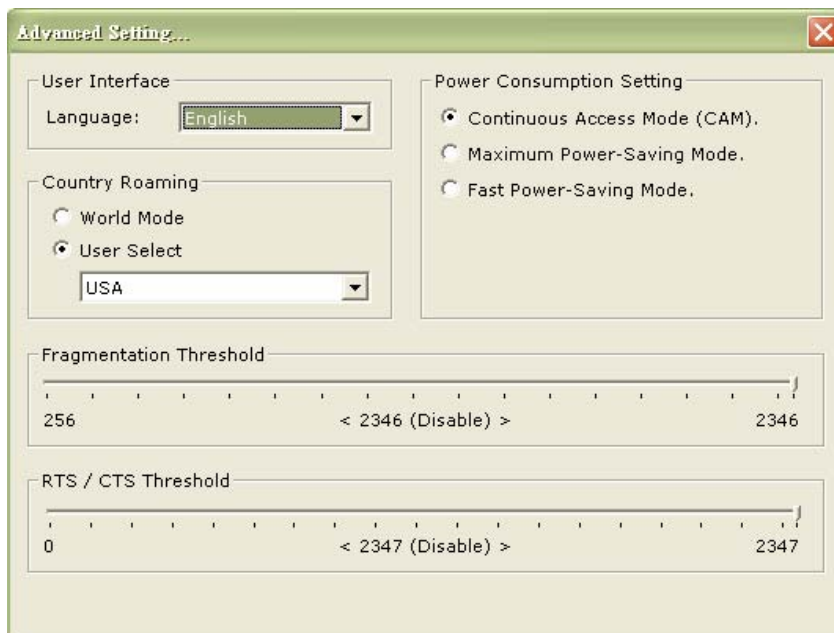 Advanced Setting...
User Interface
Language:
English
Country Roaming
World Mode
User Select
USA
Power Consumption Setting
Continuous Access Mode (CAM).
Maximum Power-Saving Mode.
Fast Power-Saving Mode.
Fragmentation Threshold
256 < 2346 (Disable) > 2346
RTS / CTS Threshold
0 < 2347 (Disable) > 2347